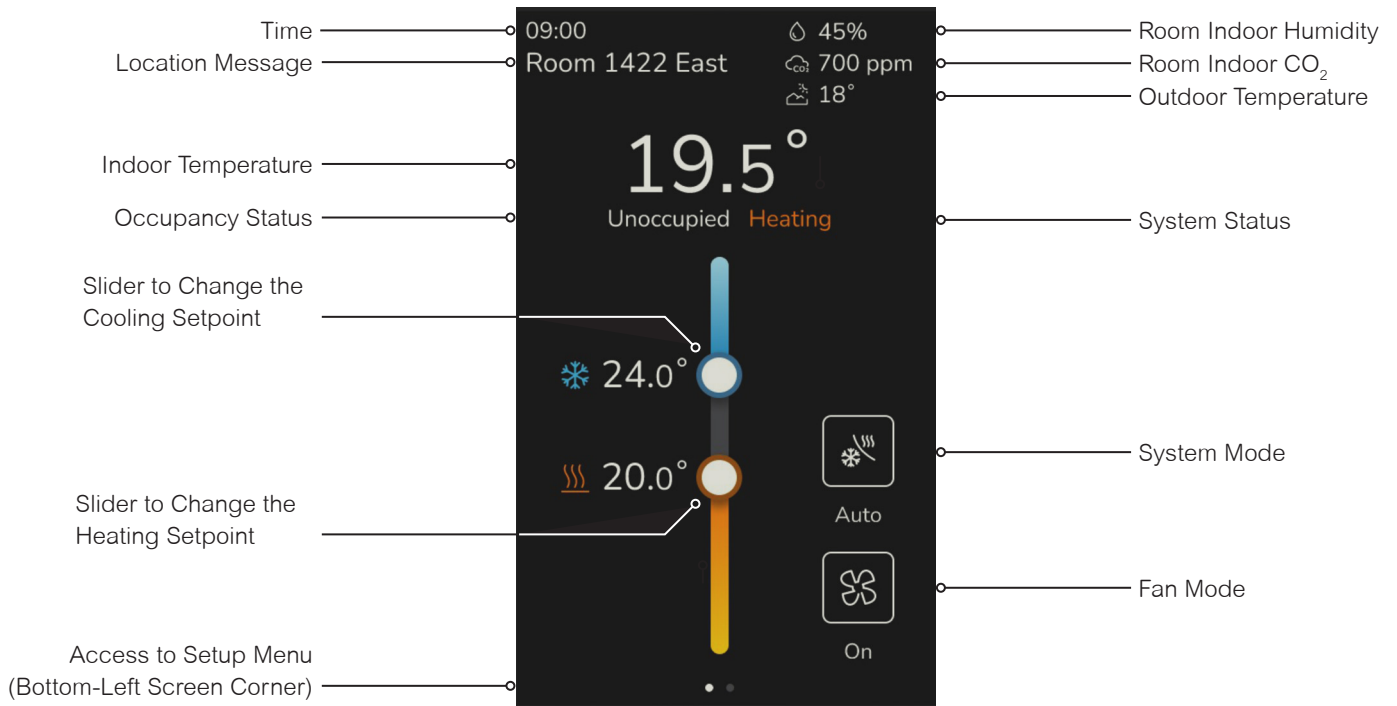 Time
Location Message
Indoor Temperature
Occupancy Status
Slider to Change the
Cooling Setpoint
Slider to Change the
Heating Setpoint
Access to Setup Menu
(Bottom-Left Screen Corner)
09:00
Room 1422 East
45%
CO2 700 ppm
18°
19.5°
Unoccupied Heating
24.0°
20.0°
Auto
On
Room Indoor Humidity
Room Indoor CO₂
Outdoor Temperature
System Status
System Mode
Fan Mode